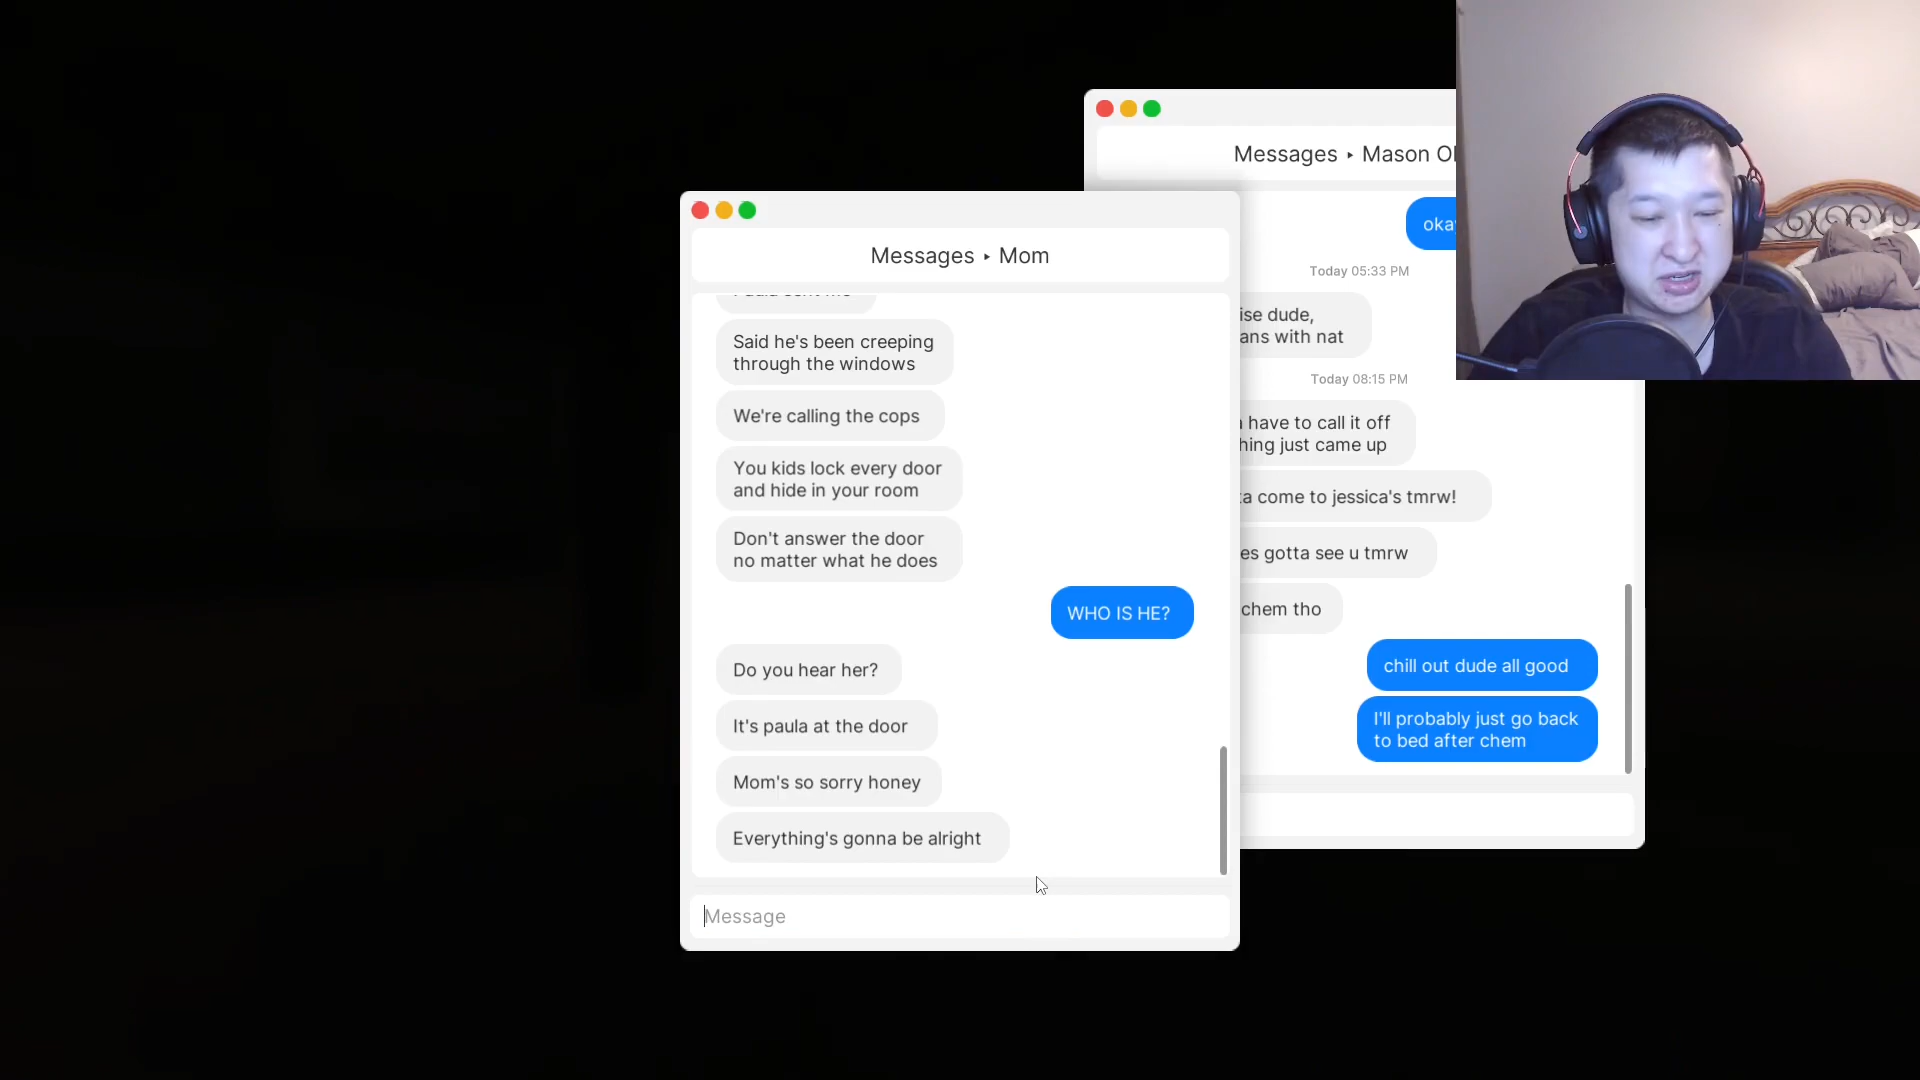 Messages ‣ Mom
Said he's been creeping
through the windows
We're calling the cops
You kids lock every door
and hide in your room
Don't answer the door
no matter what he does
WHO IS HE?
Do you hear her?
It's paula at the door
Mom's so sorry honey
Everything's gonna be alright
Message
Messages ‣ Mason
Today 05:33 PM
dude,
with nat
Today 08:15 PM
have to call it off
just came up
come to jessica's tmrw!
gotta see u tmrw
chem tho
chill out dude all good
I'll probably just go back
to bed after chem